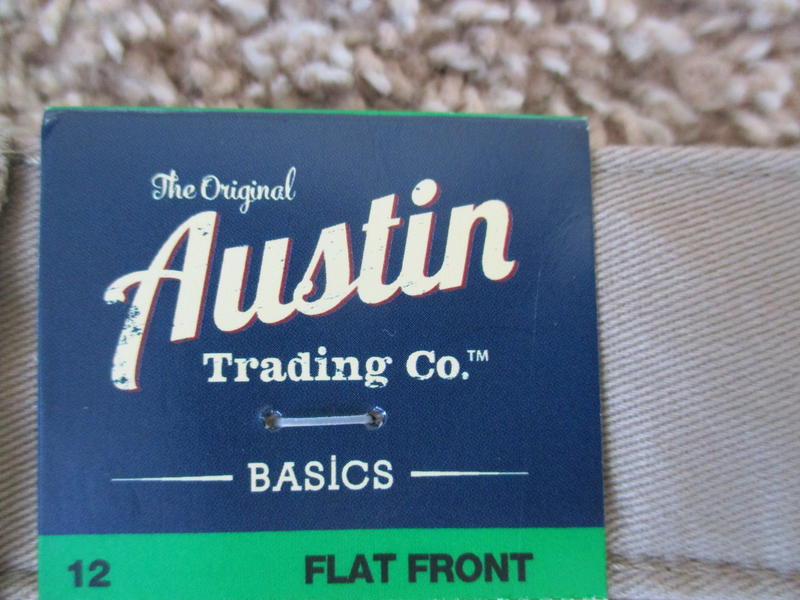 The Original
Austin
Trading Co.™
BASiCS
12 FLAT FRONT